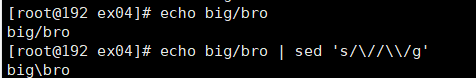 [root@192 ex04]# echo big/bro
big/bro
[root@192 ex04]# echo big/bro | sed 's/\//\\/g'
big\bro